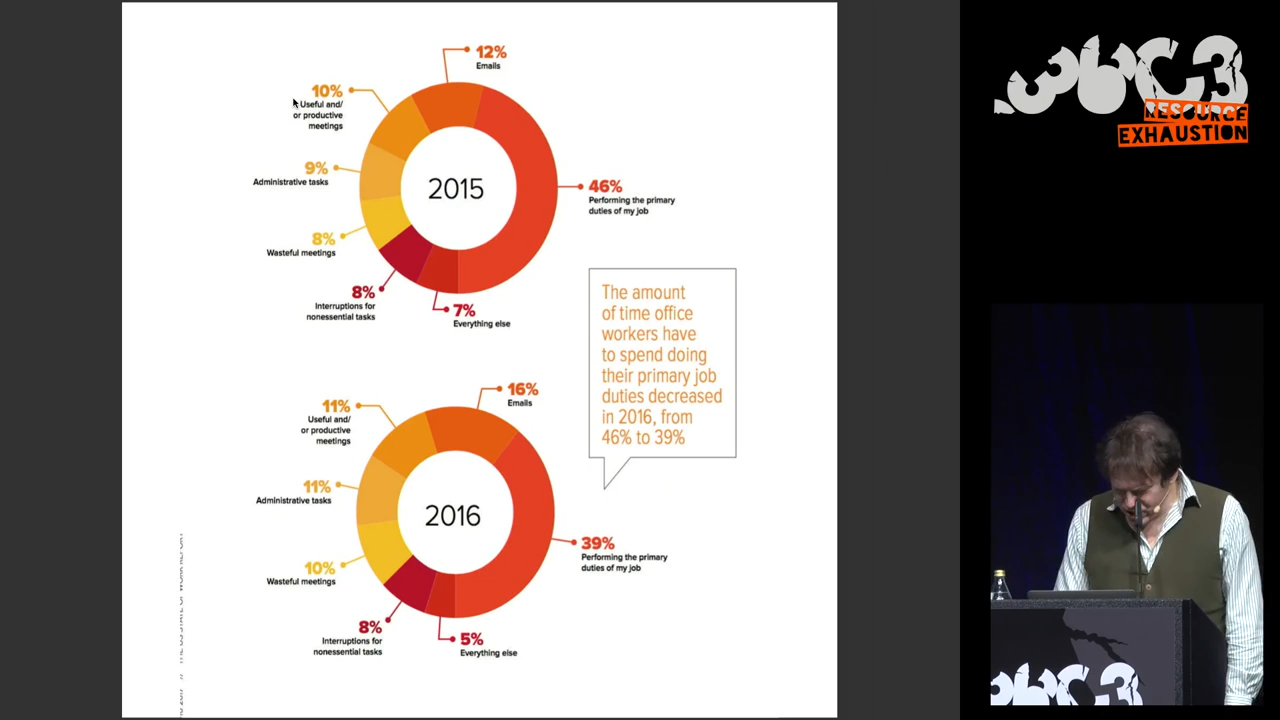 12%
Emails
10%
Useful and/
or productive
meetings
9%
Administrative tasks
2015
46%
Performing the primary
duties of my job
8%
Wasteful meetings
8%
Interruptions for
nonessential tasks
7%
Everything else
The amount
of time office
workers have
to spend doing
their primary job
duties decreased
in 2016, from
46% to 39%
16%
Emails
11%
Useful and/
or productive
meetings
11%
Administrative tasks
2016
39%
Performing the primary
duties of my job
10%
Wasteful meetings
8%
Interruptions for
nonessential tasks
5%
Everything else
36C3
RESOURCE
EXHAUSTION
36C3